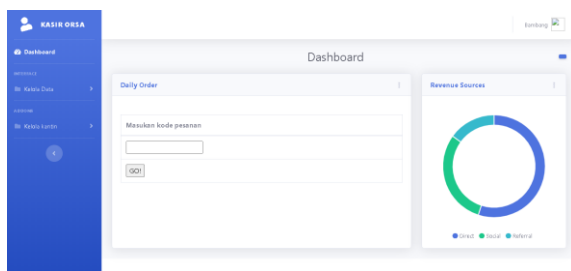 KASIR ORSA
Bambang
Dashboard
Dashboard
Kelola Data
Kelola kantin
Daily Order
Masukan kode pesanan
GO!
Revenue Sources
Direct
Social
Referral